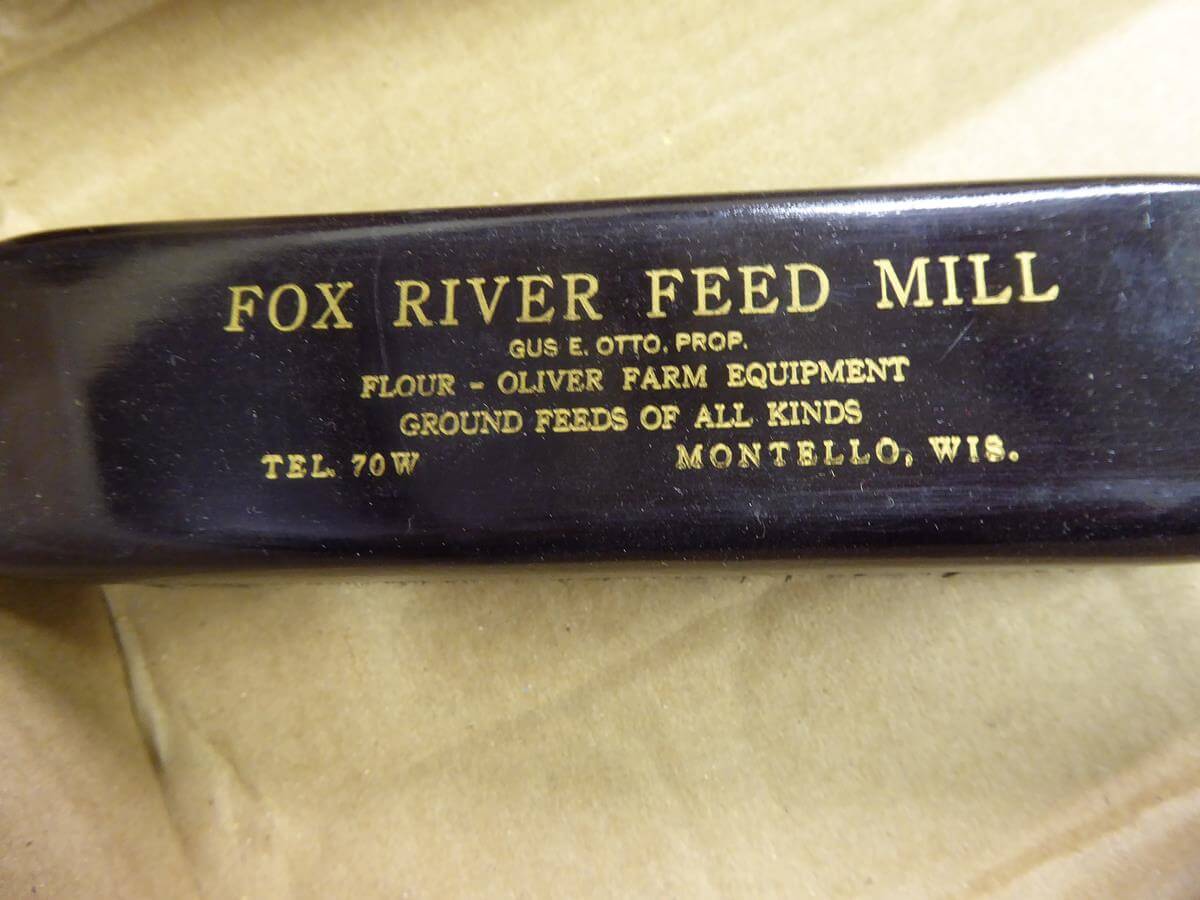 FOX RIVER FEED MILL
GUS E. OTTO, PROP.
FLOUR - OLIVER FARM EQUIPMENT
GROUND FEEDS OF ALL KINDS
TEL. 70W MONTELLO, WIS.